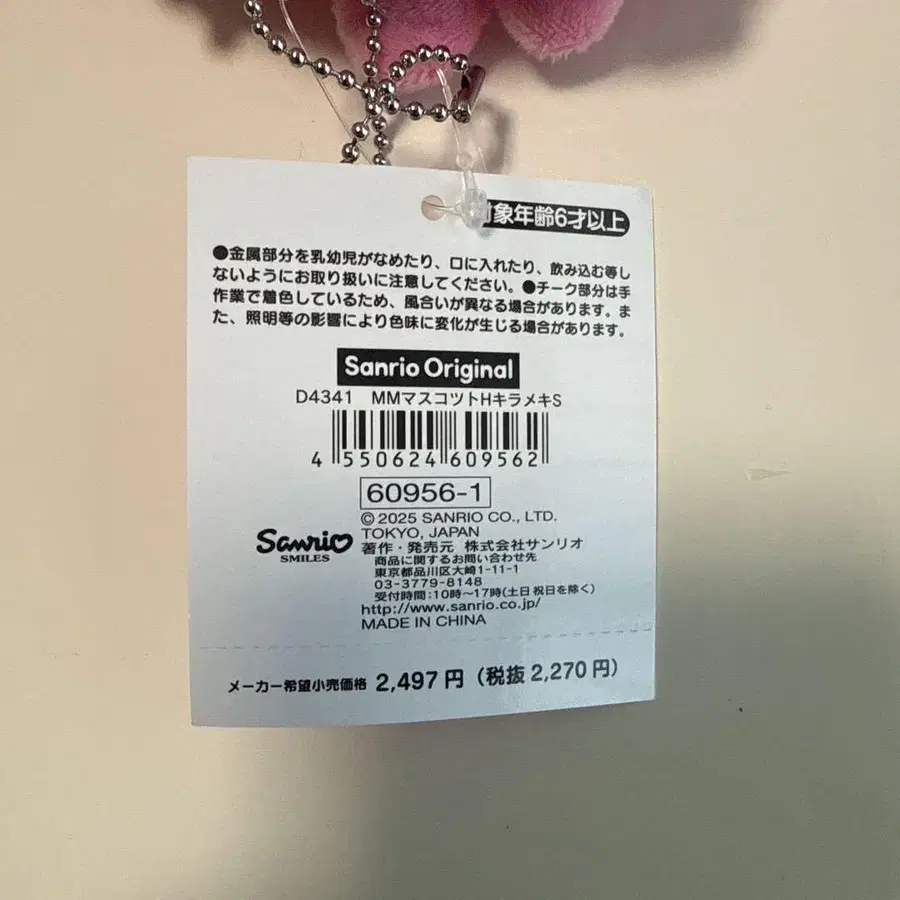 対象年齢6才以上
●金属部分を乳幼児がなめたり、口に入れたり、飲み込む等し
ないようにお取り扱いに注意してください。●チーク部分は手
作業で着色しているため、風合いが異なる場合があります。ま
た、照明等の影響により色味に変化が生じる場合があります。
Sanrio Original
D4341 MMマスコツトHキラメキS
4 550624 609562
60956-1
© 2025 SANRIO CO., LTD.
TOKYO, JAPAN
Sanrio
SMILES
著作・発売元 株式会社サンリオ
商品に関するお問い合わせ先
東京都品川区大崎1-11-1
03-3779-8148
受付時間:10時～17時(土日祝日を除く)
http://www.sanrio.co.jp/
MADE IN CHINA
メーカー希望小売価格 2,497円(税抜2,270円)